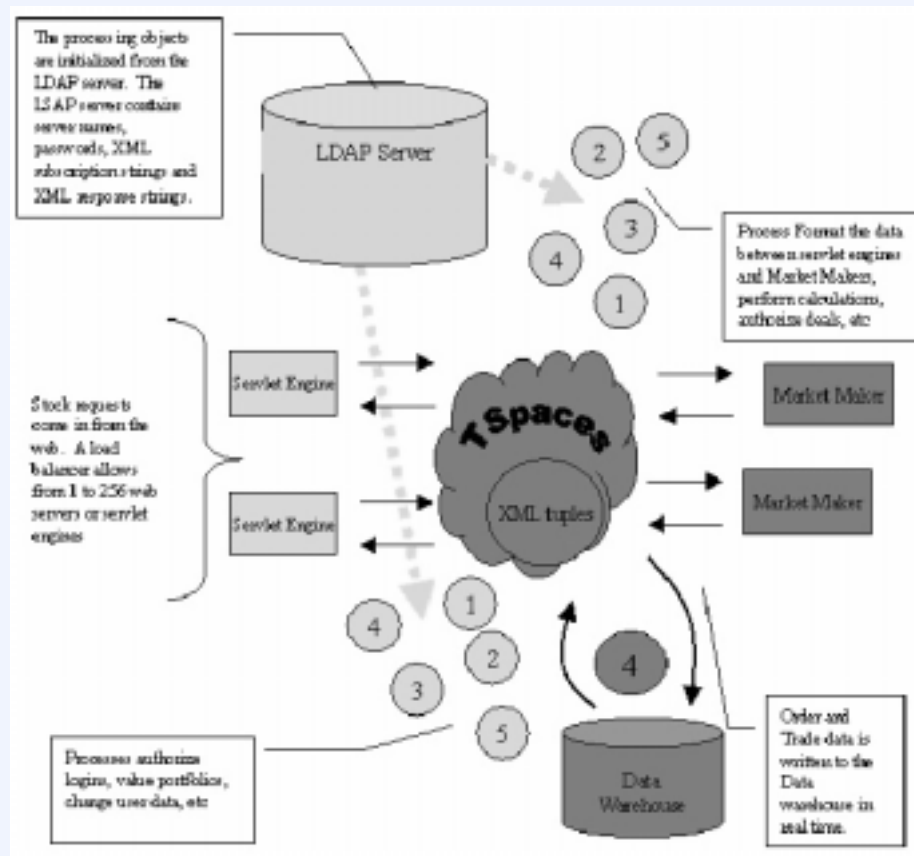 The processing objects
are initialized from the
LDAP server. The
LSAP server contains
server names,
passwords, XML
subscription strings and
XML response strings.
LDAP Server
2
5
3
4
1
Process Format the data
between servlet engines
and Market Makers,
perform calculations,
authorize deals, etc
Stock requests
come in from the
web. A load
balancer allows
from 1 to 256 web
servers or servlet
engines
Servlet Engine
Servlet Engine
TSpaces
XML tuples
Market Maker
Market Maker
1
4
2
3
5
4
Processes authorize
logins, value portfolios,
change user data, etc
Data
Warehouse
Order and
Trade data is
written to the
Data
warehouse in
real time.